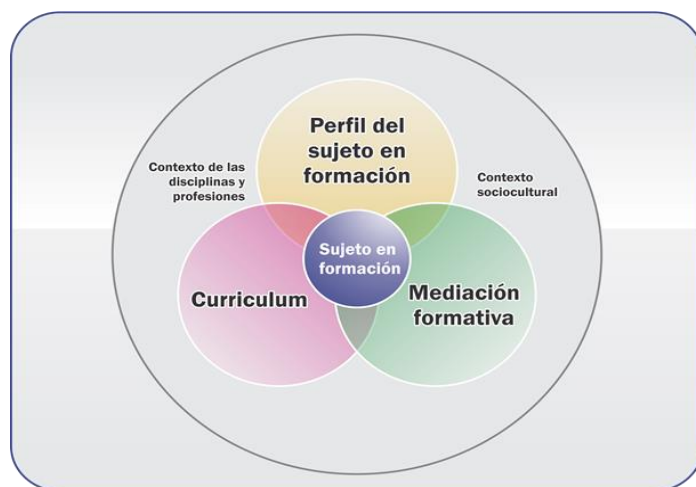 Perfil del
sujeto en
formación
Contexto de las
disciplinas y
profesiones
Contexto
sociocultural
Sujeto en
formación
Curriculum
Mediación
formativa